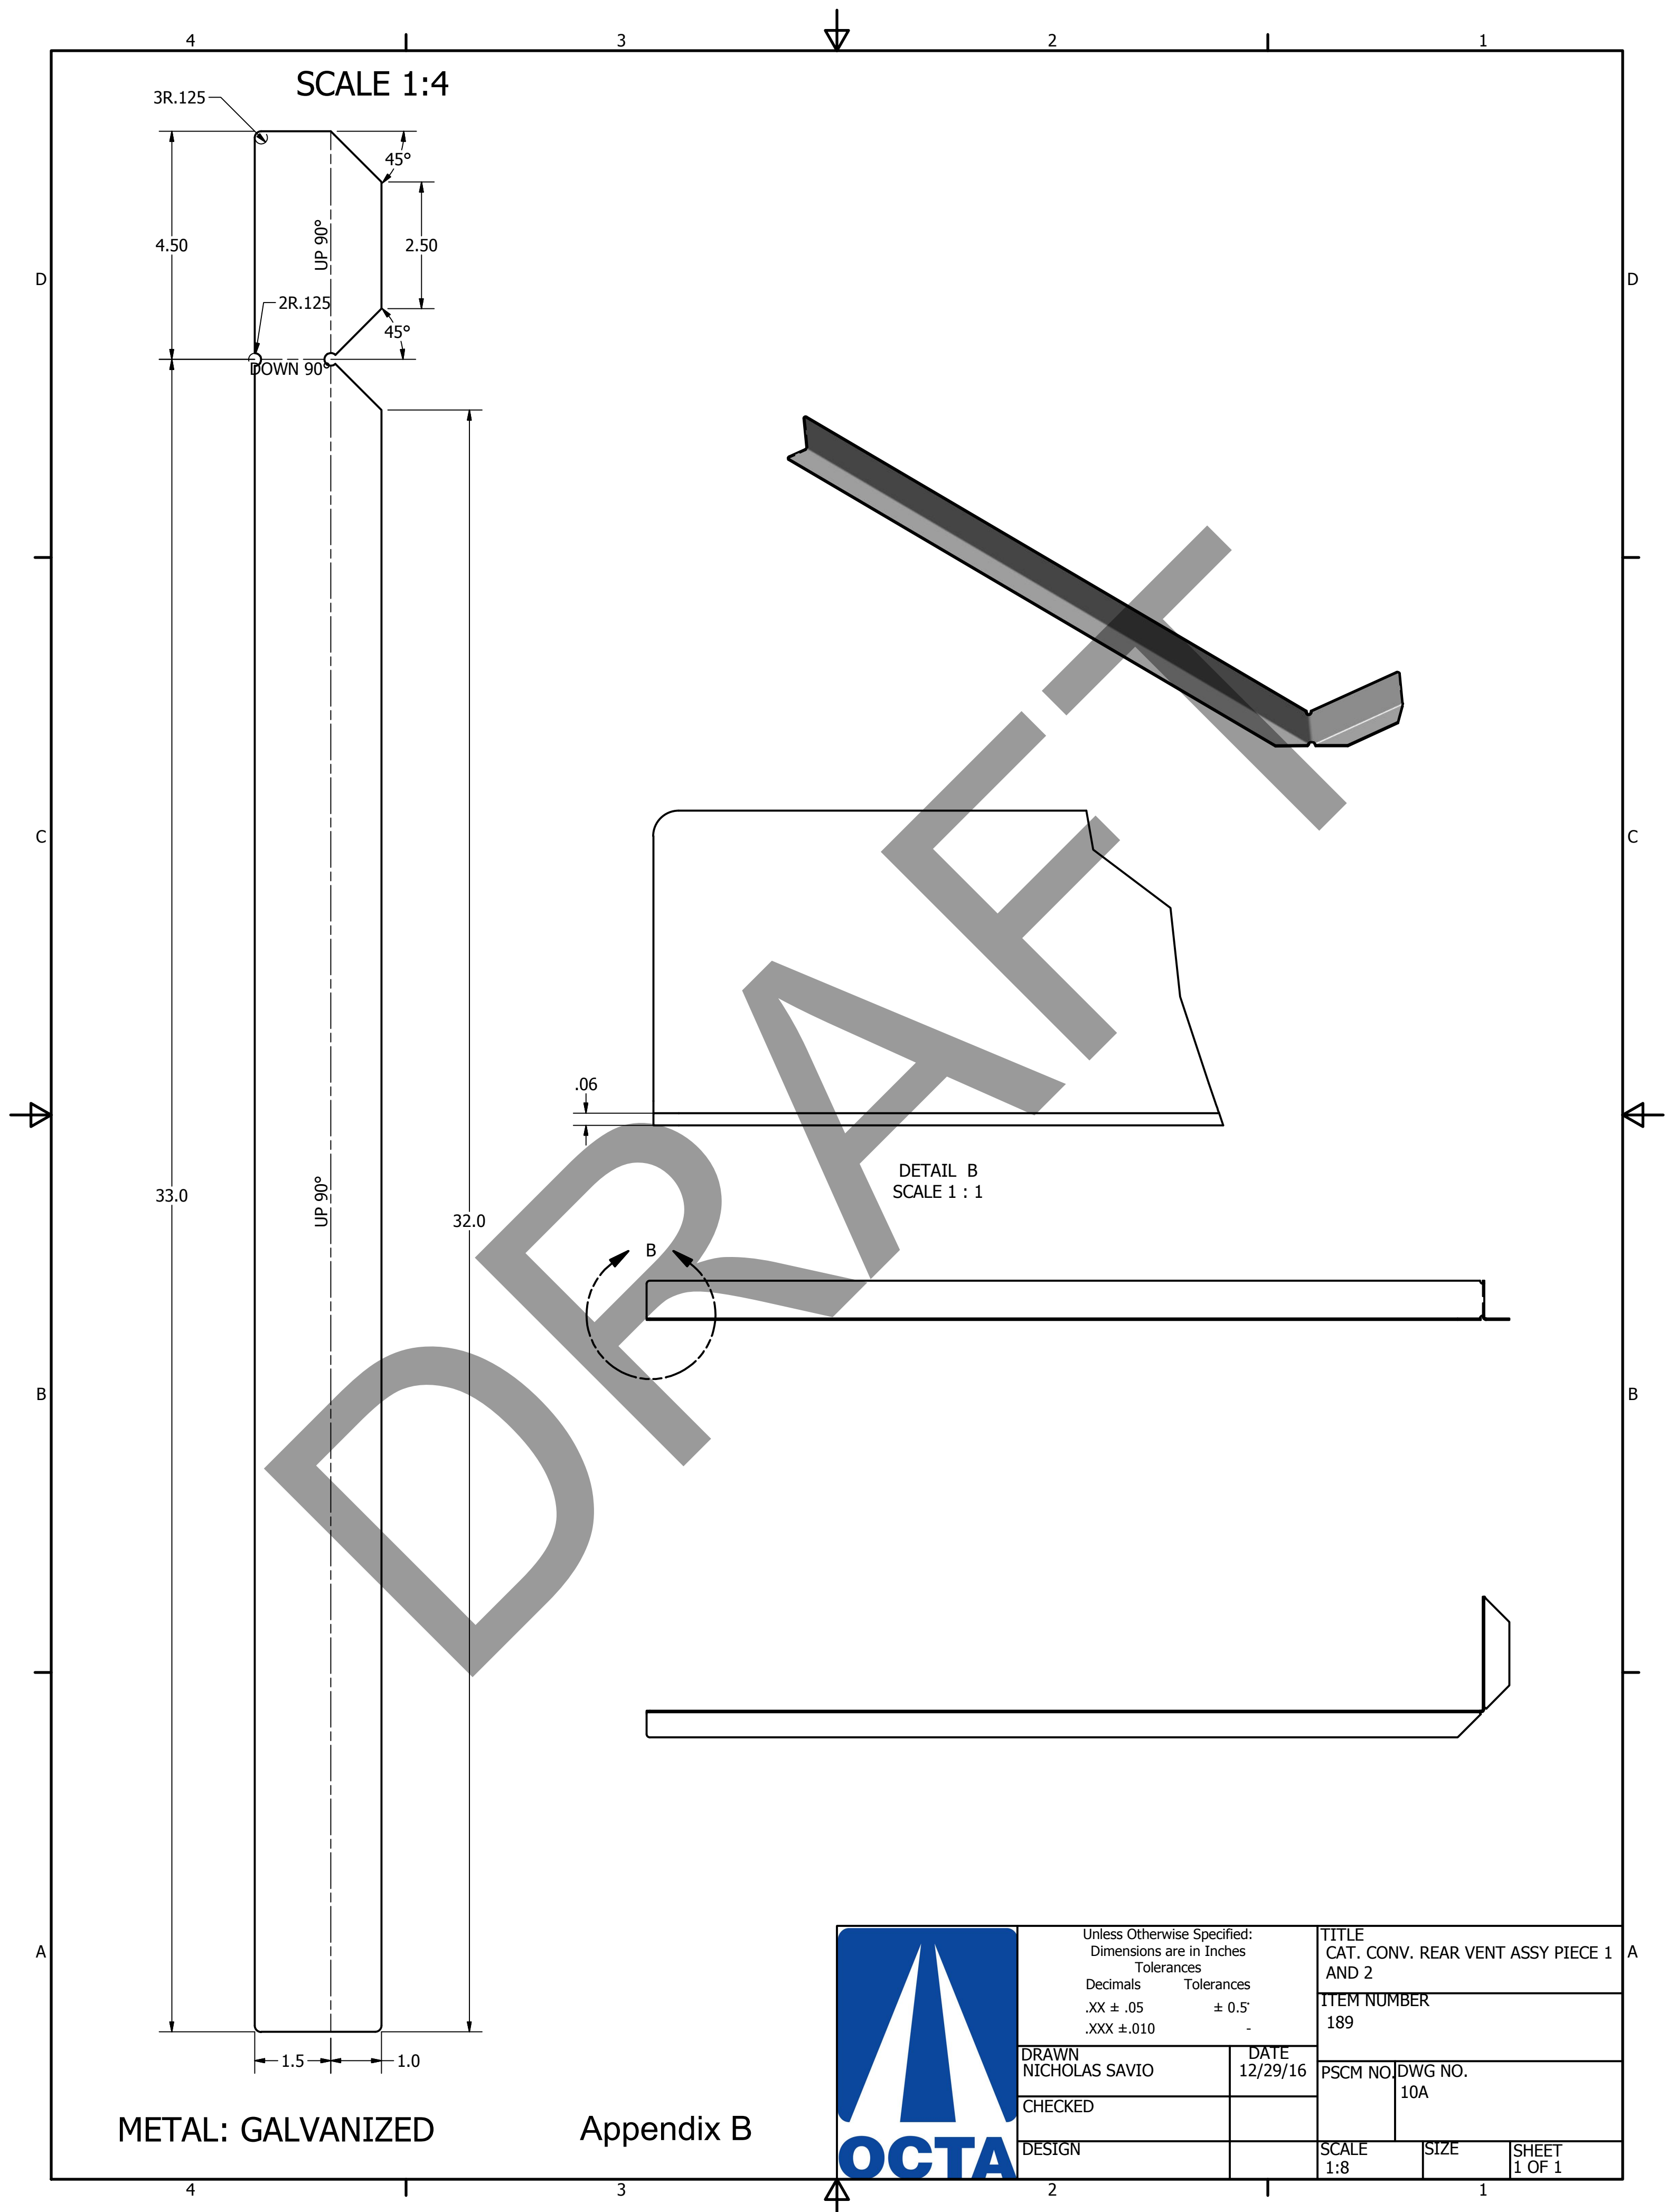 4 3 2 1
SCALE 1:4
3R.125
45°
4.50
UP 90°
2.50
D D
2R.125
45°
DOWN 90°
C C
.06
DETAIL B
SCALE 1 : 1
33.0
UP 90°
32.0
B
B B
DRAFT
A A
1.5
1.0
METAL: GALVANIZED
Appendix B
OCTA
Unless Otherwise Specified:
Dimensions are in Inches
Tolerances
Decimals Tolerances
.XX ± .05 ± 0.5°
.XXX ±.010 -
DRAWN
NICHOLAS SAVIO
DATE
12/29/16
CHECKED
DESIGN
TITLE
CAT. CONV. REAR VENT ASSY PIECE 1
AND 2
ITEM NUMBER
189
PSCM NO.
DWG NO.
10A
SCALE
1:8
SIZE
SHEET
1 OF 1
4 3 2 1